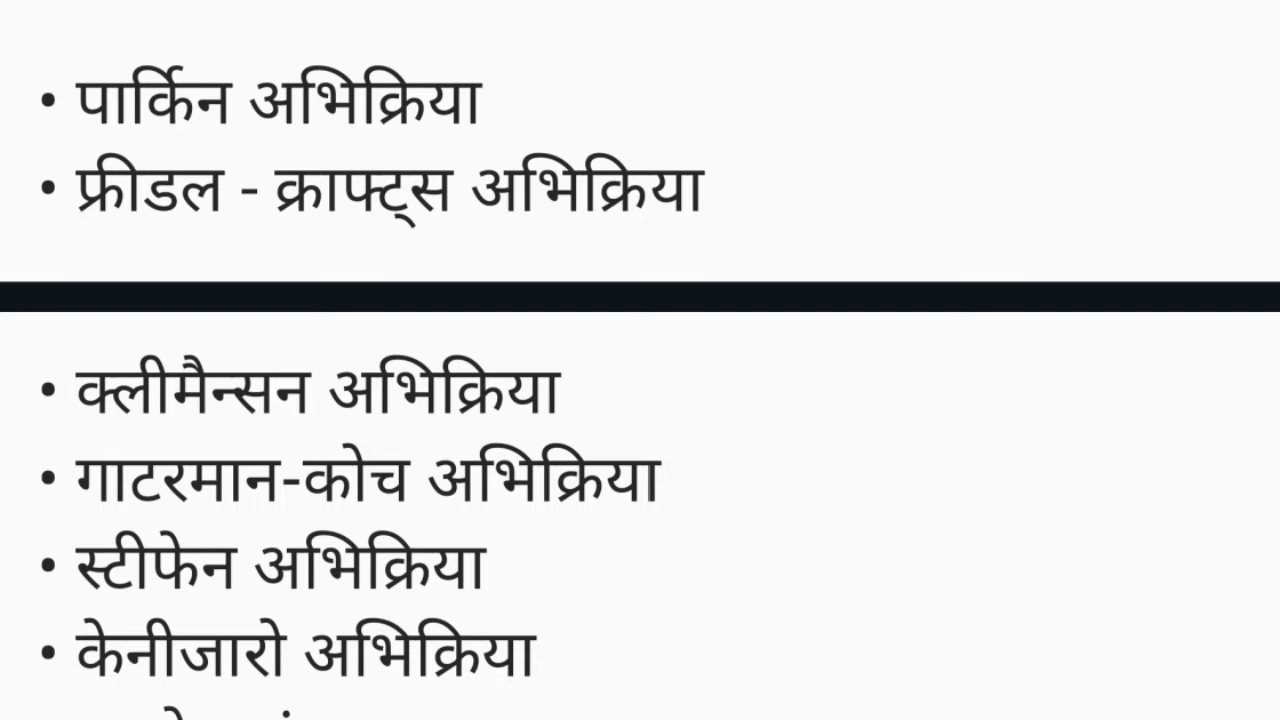 • पार्किन अभिक्रिया
• फ्रीडल - क्राफ्ट्स अभिक्रिया
• क्लीमैन्सन अभिक्रिया
• गाटरमान-कोच अभिक्रिया
• स्टीफेन अभिक्रिया
• केनीजारो अभिक्रिया